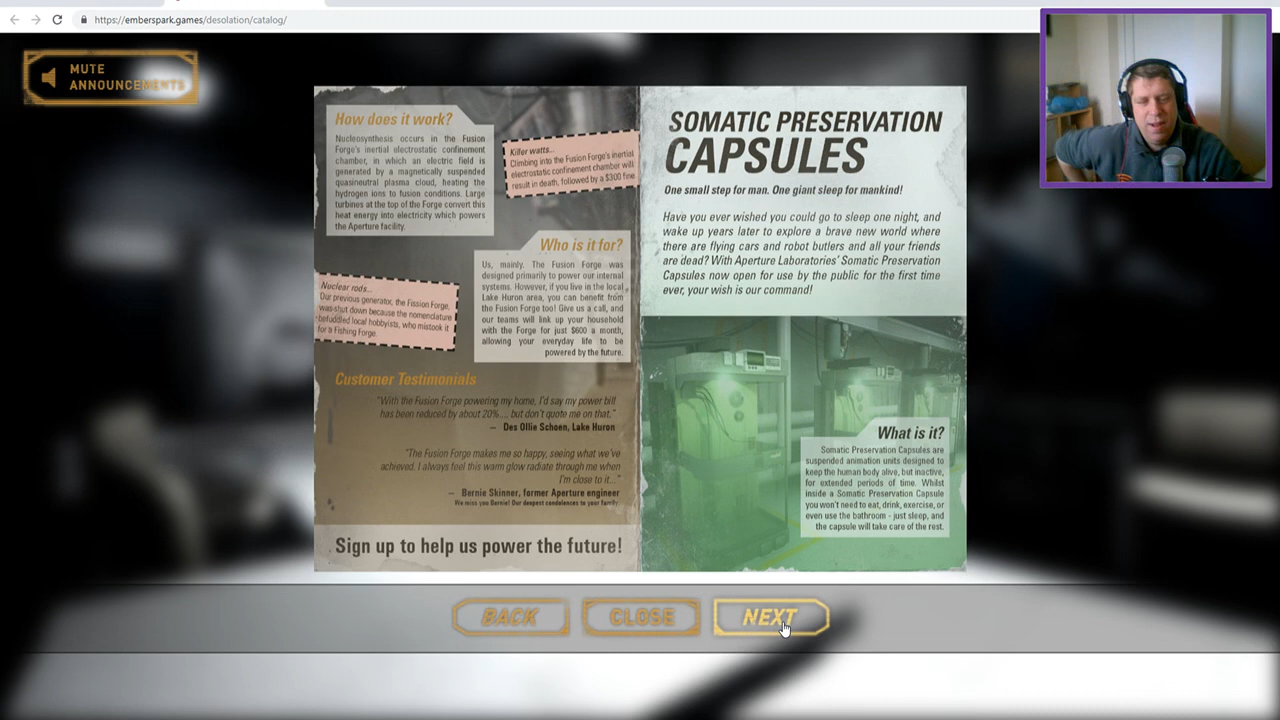 https://emberspark.games/desolation/catalog/
MUTE
ANNOUNCEMENTS
How does it work?
Nucleosynthesis occurs in the Fusion
Forge's inertial electrostatic confinement
chamber, in which an electric field is
generated by a magnetically suspended
quasineutral plasma cloud, heating the
hydrogen ions to fusion conditions. Large
turbines at the top of the Forge convert this
heat energy into electricity which powers
the Aperture facility.
Killer watts...
Climbing into the Fusion Forge's inertial
electrostatic confinement chamber will
result in death, followed by a $300 fine
Who is it for?
Us, mainly. The Fusion Forge was
designed primarily to power our internal
systems. However, if you live in the local
Lake Huron area, you can benefit from
the Fusion Forge too! Give us a call, and
our teams will link up your household
with the Forge for just $600 a month,
allowing your everyday life to be
powered by the future.
Nuclear rods...
Our previous generator, the Fission Forge,
was shut down because the nomenclature
befuddled local hobbyists, who mistook it
for a Fishing Forge.
Customer Testimonials
"With the Fusion Forge powering my home, I'd say my power bill
has been reduced by about 20%.... but don't quote me on that."
— Des Ollie Schoen, Lake Huron
"The Fusion Forge makes me so happy, seeing what we've
achieved. I always feel this warm glow radiate through me when
I'm close to it..."
— Bernie Skinner, former Aperture engineer
We miss you Bernie! Our deepest condolences to your family.
Sign up to help us power the future!
SOMATIC PRESERVATION
CAPSULES
One small step for man. One giant sleep for mankind!
Have you ever wished you could go to sleep one night, and
wake up years later to explore a brave new world where
there are flying cars and robot butlers and all your friends
are dead? With Aperture Laboratories' Somatic Preservation
Capsules now open for use by the public for the first time
ever, your wish is our command!
What is it?
Somatic Preservation Capsules are
suspended animation units designed to
keep the human body alive, but inactive,
for extended periods of time. Whilst
inside a Somatic Preservation Capsule
you won't need to eat, drink, exercise, or
even use the bathroom - just sleep, and
the capsule will take care of the rest.
BACK
CLOSE
NEXT